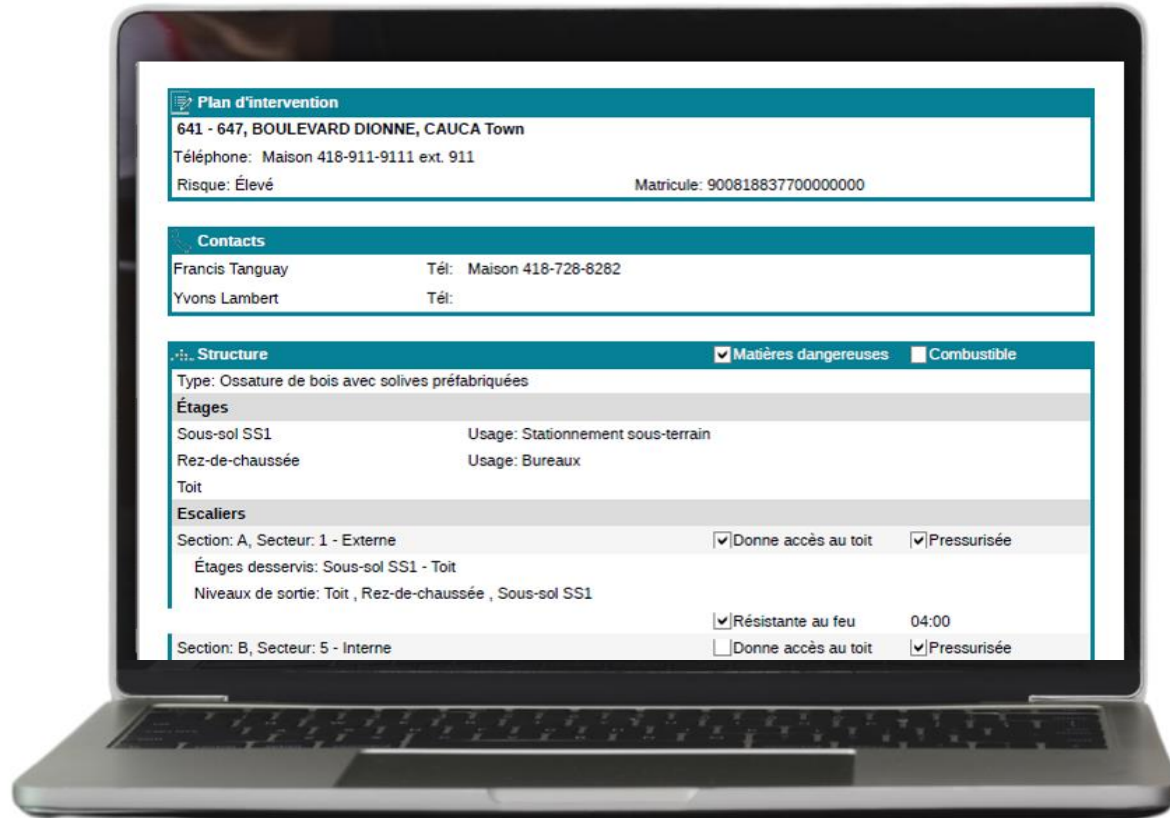 Plan d'intervention
641 - 647, BOULEVARD DIONNE, CAUCA Town
Téléphone: Maison 418-911-9111 ext. 911
Risque: Élevé Matricule: 900818837700000000
Contacts
Francis Tanguay Tél: Maison 418-728-8282
Yvons Lambert Tél:
Structure Matières dangereuses Combustible
Type: Ossature de bois avec solives préfabriquées
Étages
Sous-sol SS1 Usage: Stationnement sous-terrain
Rez-de-chaussée Usage: Bureaux
Toit
Escaliers
Section: A, Secteur: 1 - Externe Donne accès au toit Pressurisée
Étages desservis: Sous-sol SS1 - Toit
Niveaux de sortie: Toit , Rez-de-chaussée , Sous-sol SS1
Résistante au feu 04:00
Section: B, Secteur: 5 - Interne Donne accès au toit Pressurisée